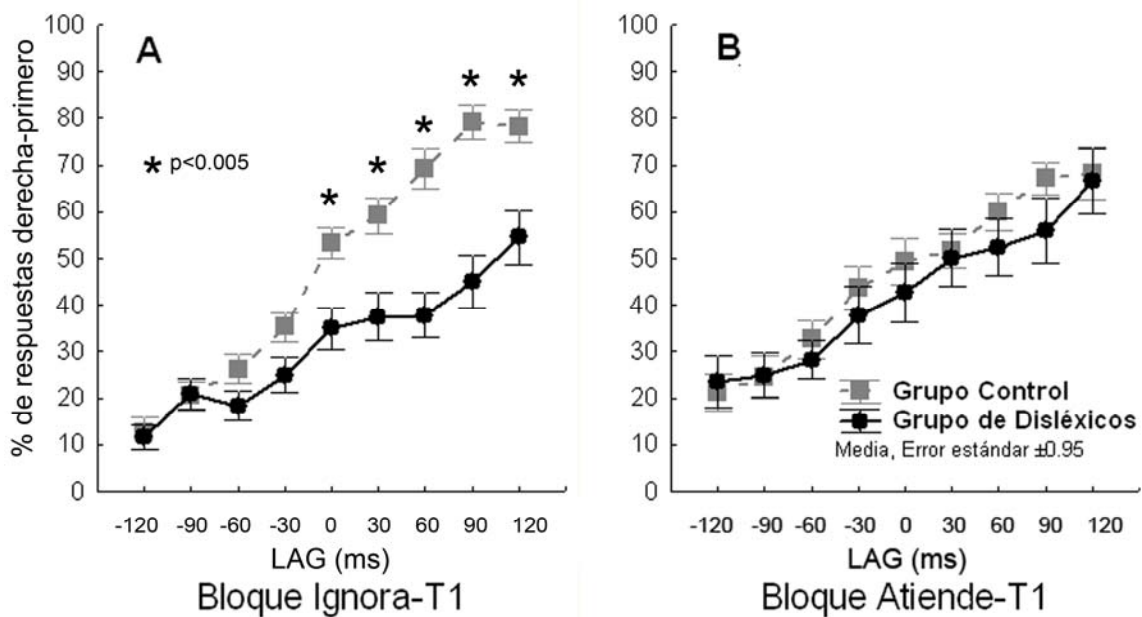 A
B
% de respuestas derecha-primero
100
90
80
70
60
50
40
30
20
10
0
* * * * * *
* p<0.005
-120 -90 -60 -30 0 30 60 90 120
LAG (ms)
Bloque Ignora-T1
100
90
80
70
60
50
40
30
20
10
0
Grupo Control
Grupo de Disléxicos
Media, Error estándar ±0.95
-120 -90 -60 -30 0 30 60 90 120
LAG (ms)
Bloque Atiende-T1